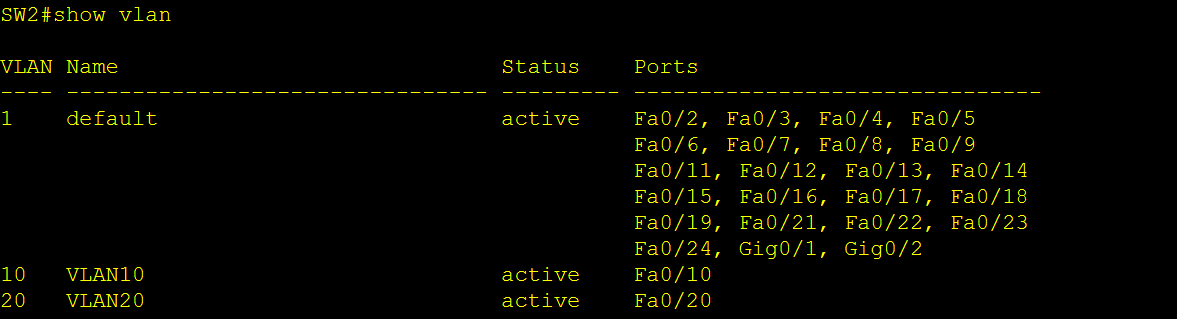 SW2#show vlan
VLAN Name                             Status    Ports
---- -------------------------------- --------- -------------------------------
1    default                          active    Fa0/2, Fa0/3, Fa0/4, Fa0/5
                                                Fa0/6, Fa0/7, Fa0/8, Fa0/9
                                                Fa0/11, Fa0/12, Fa0/13, Fa0/14
                                                Fa0/15, Fa0/16, Fa0/17, Fa0/18
                                                Fa0/19, Fa0/21, Fa0/22, Fa0/23
                                                Fa0/24, Gig0/1, Gig0/2
10   VLAN10                           active    Fa0/10
20   VLAN20                           active    Fa0/20